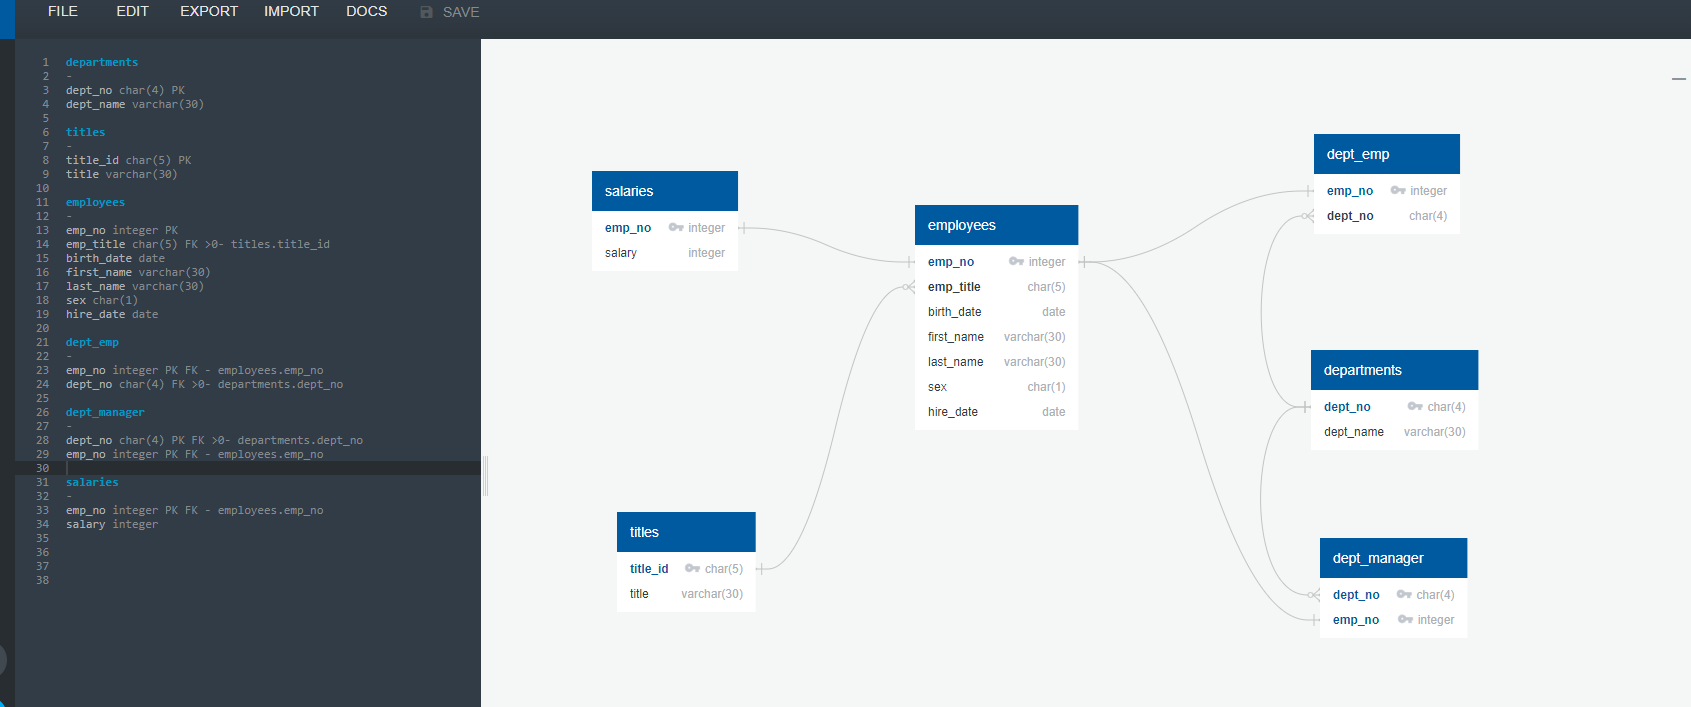 FILE EDIT EXPORT IMPORT DOCS SAVE
1 departments
2 -
3 dept_no char(4) PK
4 dept_name varchar(30)
5
6 titles
7 -
8 title_id char(5) PK
9 title varchar(30)
10
11 employees
12 -
13 emp_no integer PK
14 emp_title char(5) FK >0- titles.title_id
15 birth_date date
16 first_name varchar(30)
17 last_name varchar(30)
18 sex char(1)
19 hire_date date
20
21 dept_emp
22 -
23 emp_no integer PK FK - employees.emp_no
24 dept_no char(4) FK >0- departments.dept_no
25
26 dept_manager
27 -
28 dept_no char(4) PK FK >0- departments.dept_no
29 emp_no integer PK FK - employees.emp_no
30
31 salaries
32 -
33 emp_no integer PK FK - employees.emp_no
34 salary integer
35
36
37
38
salaries
emp_no integer
salary integer
titles
title_id char(5)
title varchar(30)
employees
emp_no integer
emp_title char(5)
birth_date date
first_name varchar(30)
last_name varchar(30)
sex char(1)
hire_date date
dept_emp
emp_no integer
dept_no char(4)
departments
dept_no char(4)
dept_name varchar(30)
dept_manager
dept_no char(4)
emp_no integer